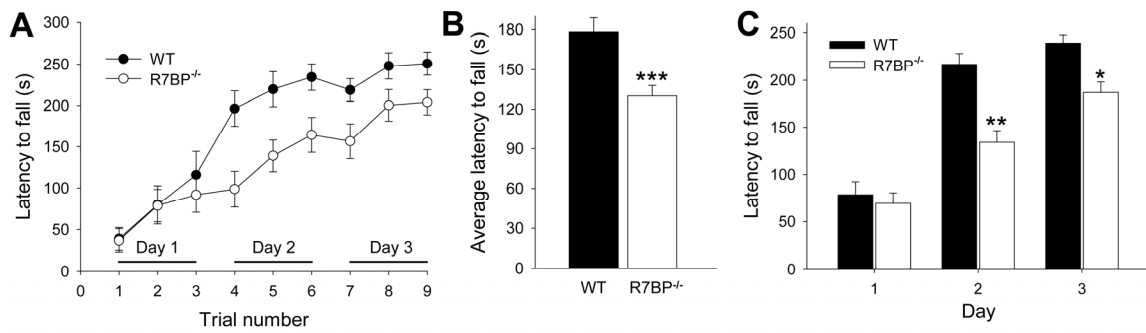 A
Latency to fall (s)
300
250
200
150
100
50
0
WT
R7BP-/-
Day 1
Day 2
Day 3
0 1 2 3 4 5 6 7 8 9
Trial number
B
Average latency to fall (s)
180
150
120
90
60
30
0
***
WT R7BP-/-
C
Latency to fall (s)
250
200
150
100
50
0
WT
R7BP-/-
**
*
1 2 3
Day